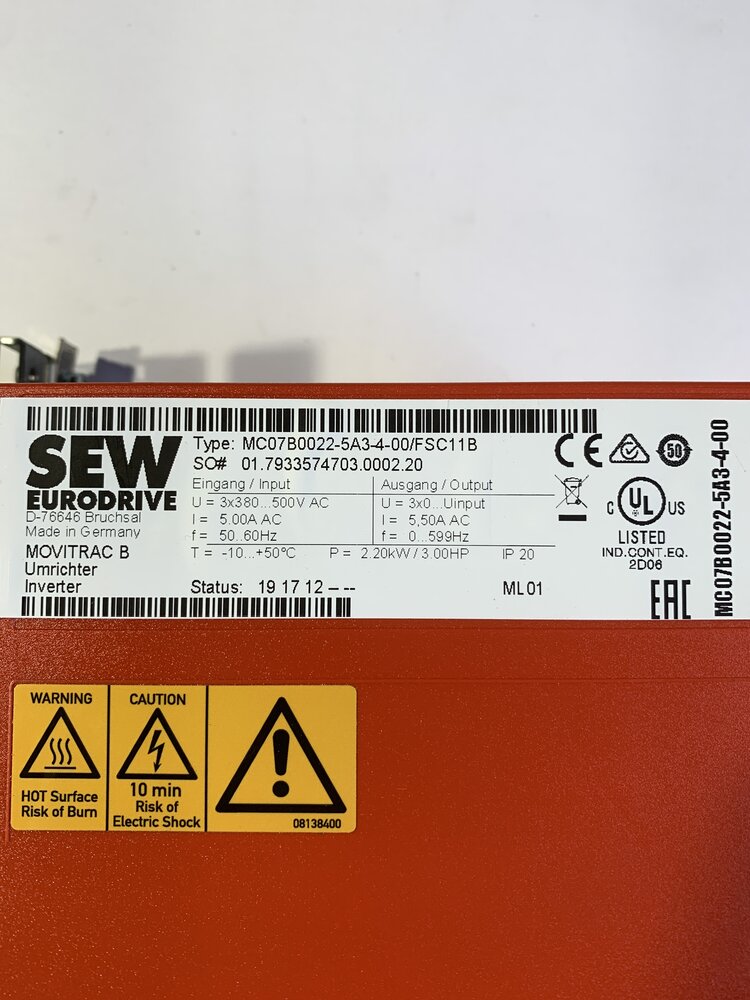 SEW
EURODRIVE
D-76646 Bruchsal
Made in Germany
MOVITRAC B
Umrichter
Inverter
Type: MC07B0022-5A3-4-00/FSC11B
SO# 01.7933574703.0002.20
Eingang / Input
U = 3x380...500V AC
I = 5.00A AC
f = 50...60Hz
Ausgang / Output
U = 3x0...Uinput
I = 5,50A AC
f = 0...599Hz
T = -10...+50°C P = 2.20kW / 3.00HP IP 20
Status: 19 17 12 – --
ML 01
CE
50
C UL US
LISTED
IND.CONT.EQ.
2D06
EAC
MC07B0022-5A3-4-00
WARNING
HOT Surface
Risk of Burn
CAUTION
10 min
Risk of
Electric Shock
08138400